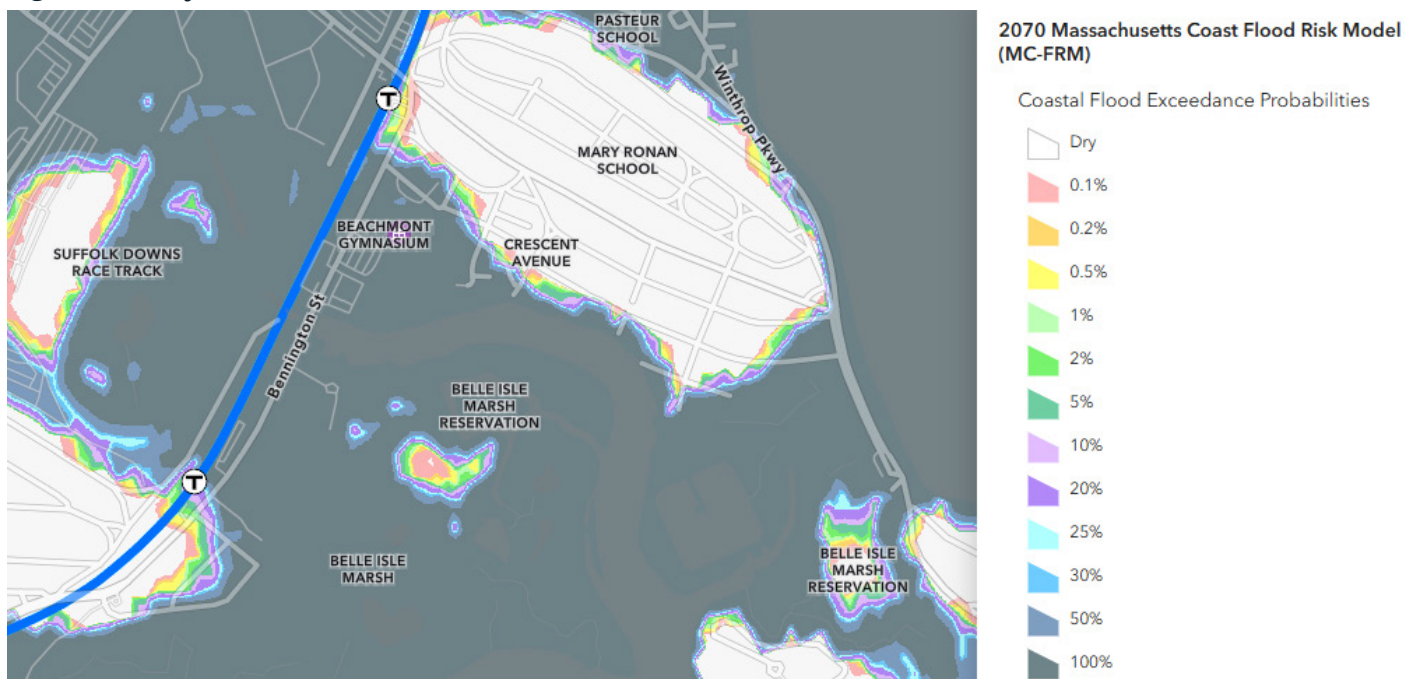 PASTEUR
SCHOOL
Winthrop Pkwy
T
MARY RONAN
SCHOOL
BEACHMONT
GYMNASIUM
CRESCENT
AVENUE
SUFFOLK DOWNS
RACE TRACK
Bennington St
BELLE ISLE
MARSH
RESERVATION
T
BELLE ISLE
MARSH
BELLE ISLE
MARSH
RESERVATION
2070 Massachusetts Coast Flood Risk Model
(MC-FRM)
Coastal Flood Exceedance Probabilities
Dry
0.1%
0.2%
0.5%
1%
2%
5%
10%
20%
25%
30%
50%
100%